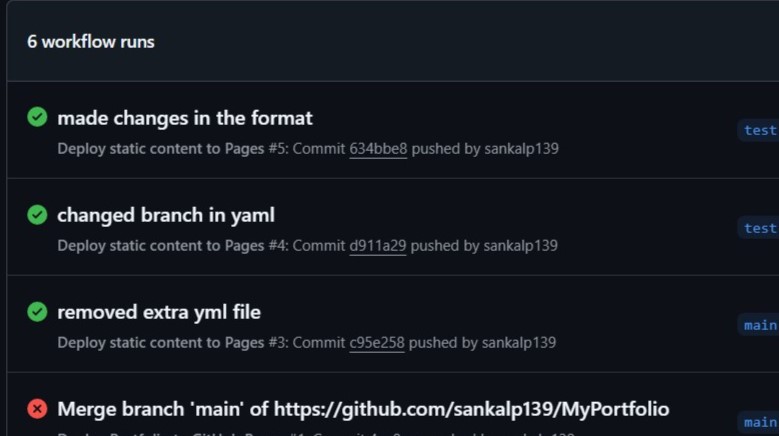 6 workflow runs
made changes in the format
test
Deploy static content to Pages #5: Commit 634bbe8 pushed by sankalp139
changed branch in yaml
test
Deploy static content to Pages #4: Commit d911a29 pushed by sankalp139
removed extra yml file
main
Deploy static content to Pages #3: Commit c95e258 pushed by sankalp139
Merge branch 'main' of https://github.com/sankalp139/MyPortfolio
main